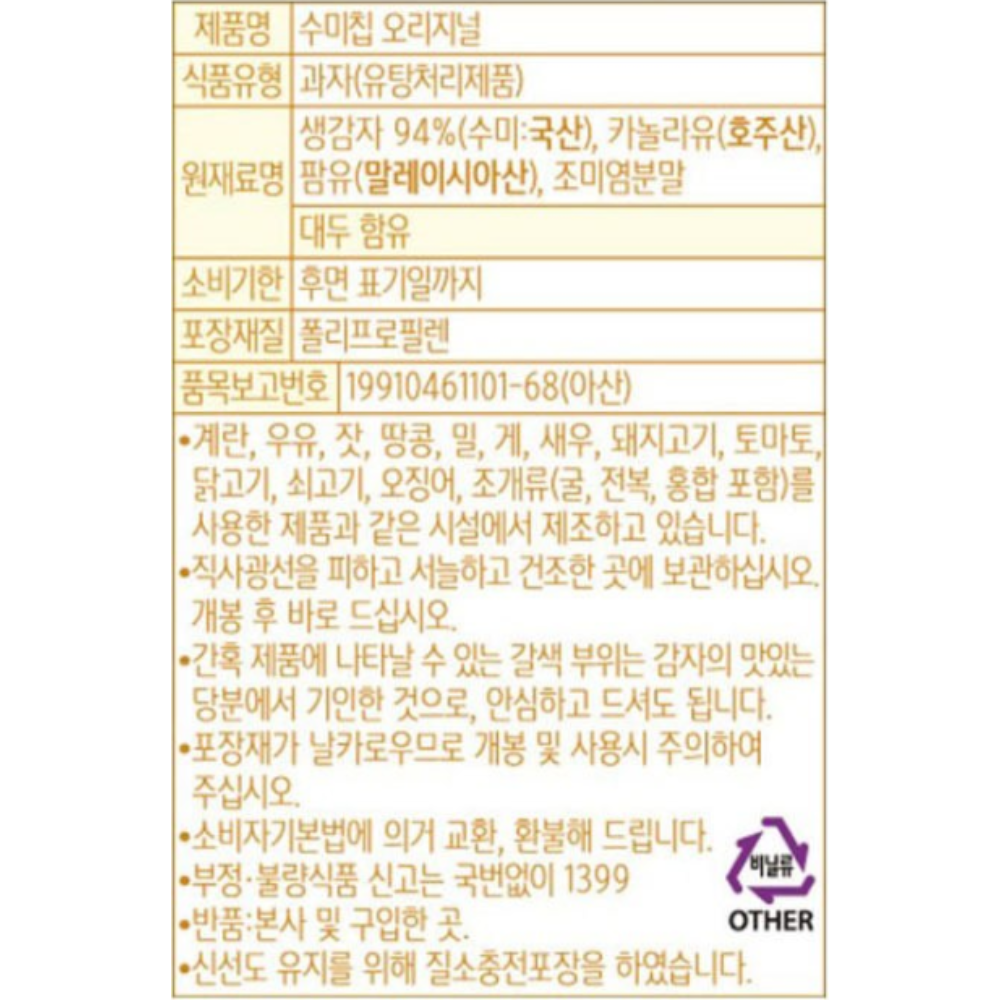 제품명 수미칩 오리지널
식품유형 과자(유탕처리제품)
원재료명 생감자 94%(수미:국산), 카놀라유(호주산),
팜유(말레이시아산), 조미염분말
대두 함유
소비기한 후면 표기일까지
포장재질 폴리프로필렌
품목보고번호 19910461101-68(아산)
•계란, 우유, 잣, 땅콩, 밀, 게, 새우, 돼지고기, 토마토,
닭고기, 쇠고기, 오징어, 조개류(굴, 전복, 홍합 포함)를
사용한 제품과 같은 시설에서 제조하고 있습니다.
•직사광선을 피하고 서늘하고 건조한 곳에 보관하십시오.
개봉 후 바로 드십시오.
•간혹 제품에 나타날 수 있는 갈색 부위는 감자의 맛있는
당분에서 기인한 것으로, 안심하고 드셔도 됩니다.
•포장재가 날카로우므로 개봉 및 사용시 주의하여
주십시오.
•소비자기본법에 의거 교환, 환불해 드립니다.
•부정·불량식품 신고는 국번없이 1399
•반품:본사 및 구입한 곳.
•신선도 유지를 위해 질소충전포장을 하였습니다.
비닐류
OTHER